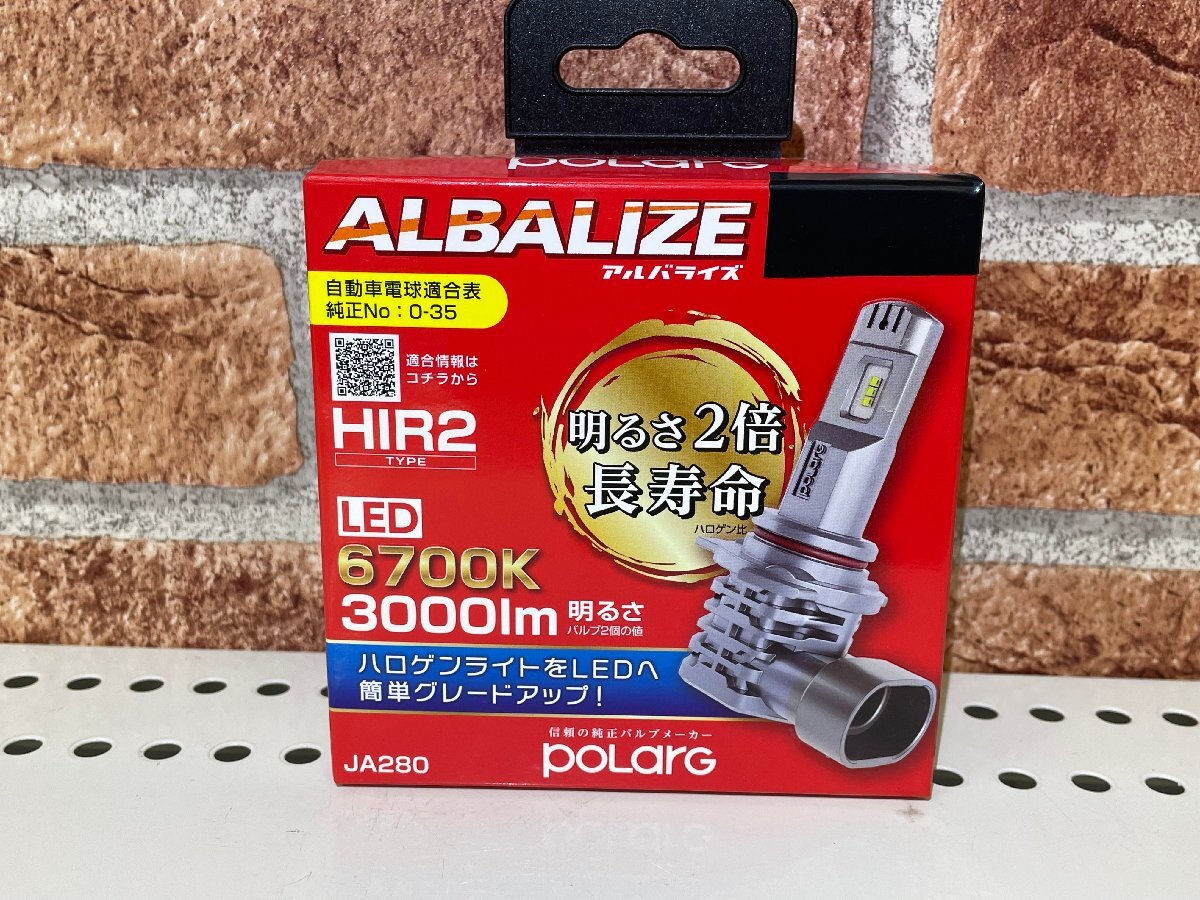 POLARG
ALBALIZE
アルバライズ
自動車電球適合表
純正No：0-35
適合情報は
コチラから
HIR2
TYPE
明るさ2倍
長寿命
ハロゲン比
polarg
LED
6700K
3000lm 明るさ
バルブ2個の値
ハロゲンライトをLEDへ
簡単グレードアップ！
信頼の純正バルブメーカー
POLARG
JA280